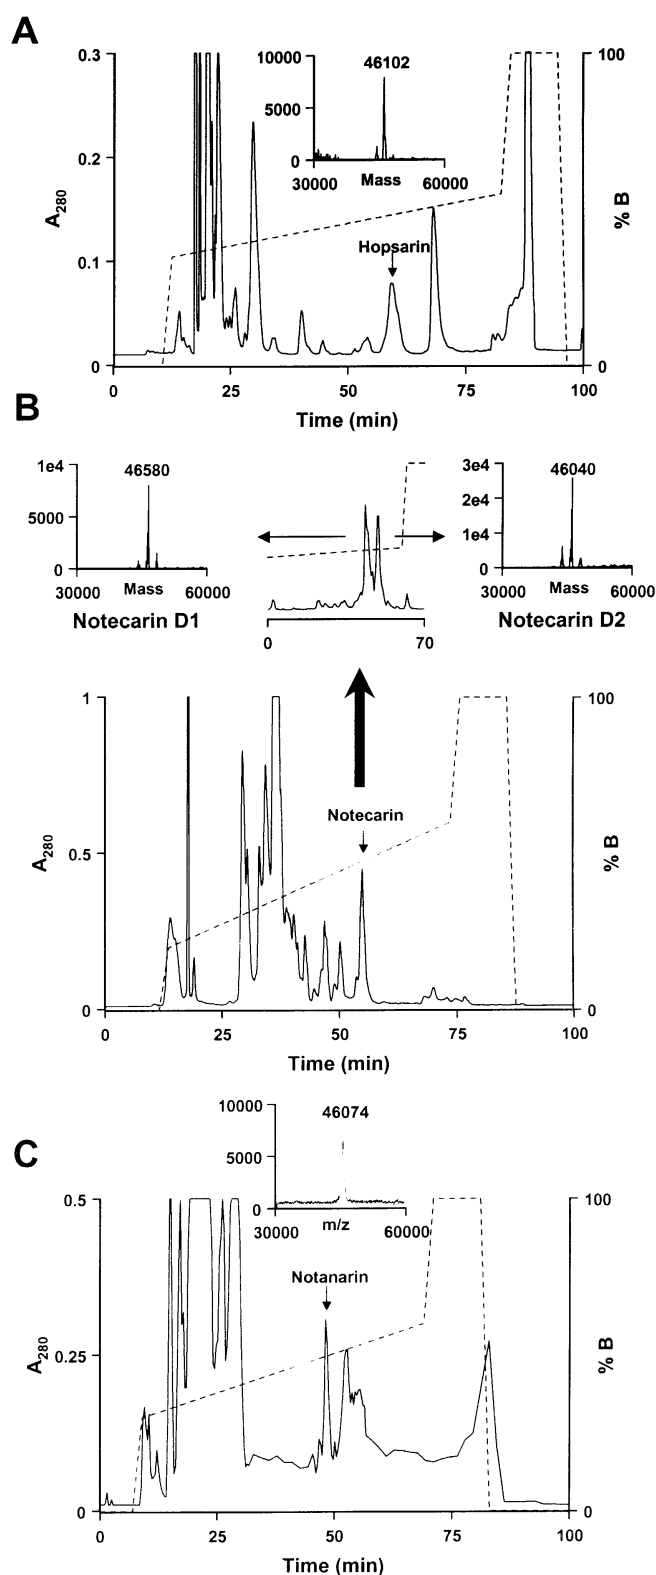 A
0.3
0.2
0.1
0
A280
100
0
% B
10000
5000
0
46102
30000 Mass 60000
Hopsarin
0 25 50 75 100
Time (min)
B
1e4
5000
0
46580
30000 Mass 60000
Notecarin D1
0 70
3e4
2e4
1e4
0
46040
30000 Mass 60000
Notecarin D2
1
0.5
0
A280
100
0
% B
Notecarin
0 25 50 75 100
Time (min)
C
10000
5000
0
46074
30000 m/z 60000
0.5
0.25
0
A280
100
0
% B
Notanarin
0 25 50 75 100
Time (min)